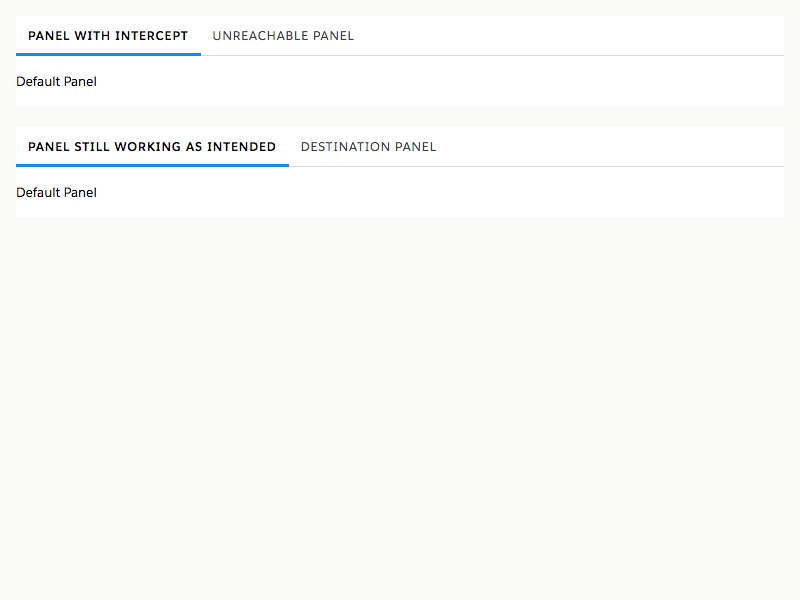 PANEL WITH INTERCEPT UNREACHABLE PANEL
Default Panel
PANEL STILL WORKING AS INTENDED DESTINATION PANEL
Default Panel